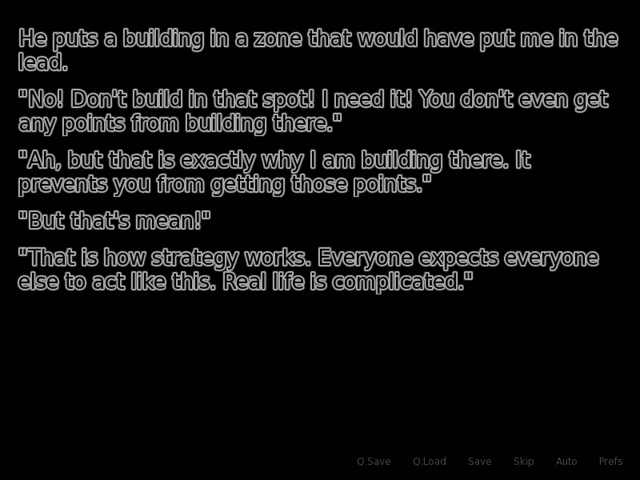 He puts a building in a zone that would have put me in the
lead.
"No! Don't build in that spot! I need it! You don't even get
any points from building there."
"Ah, but that is exactly why I am building there. It
prevents you from getting those points."
"But that's mean!"
"That is how strategy works. Everyone expects everyone
else to act like this. Real life is complicated."
Q.Save Q.Load Save Skip Auto Prefs